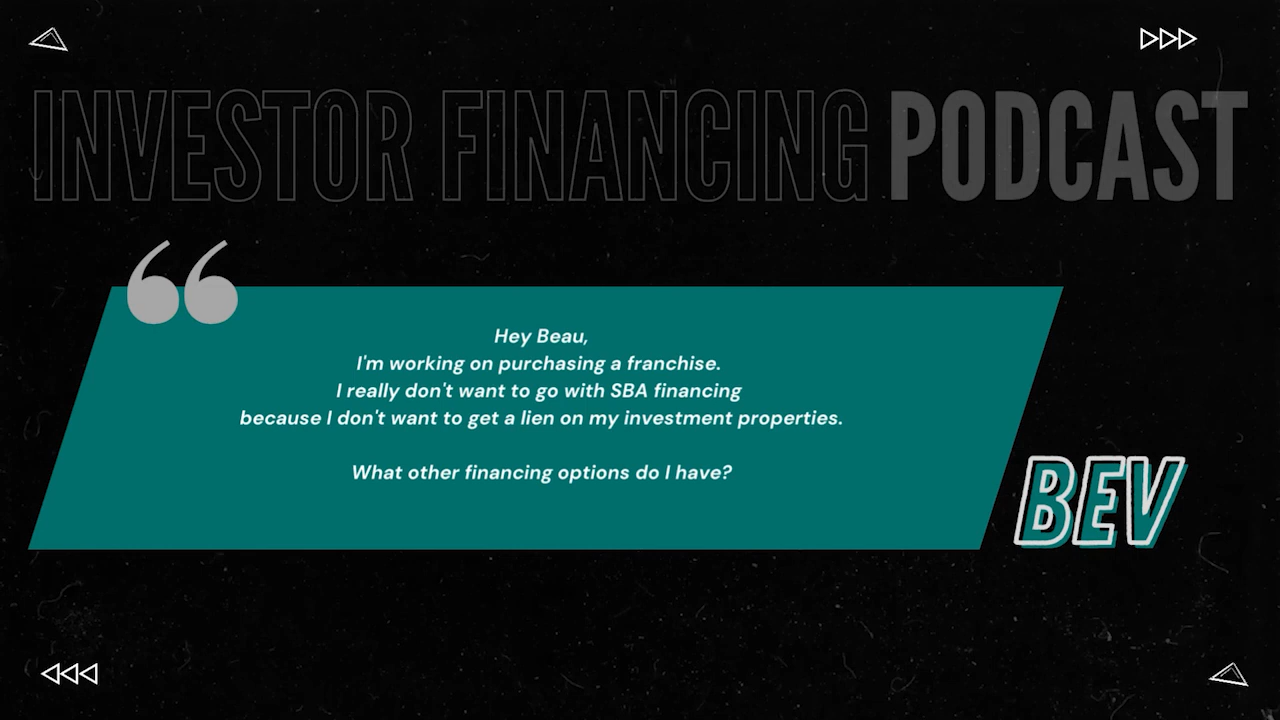 INVESTOR FINANCING PODCAST
“
Hey Beau,
I'm working on purchasing a franchise.
I really don't want to go with SBA financing
because I don't want to get a lien on my investment properties.
What other financing options do I have?
BEV